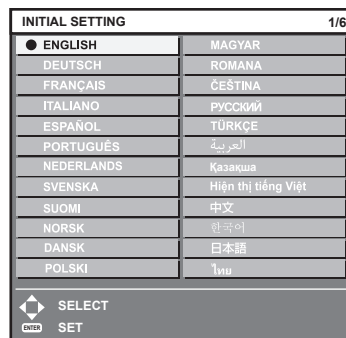 INITIAL SETTING 1/6
ENGLISH
DEUTSCH
FRANÇAIS
ITALIANO
ESPAÑOL
PORTUGUÊS
NEDERLANDS
SVENSKA
SUOMI
NORSK
DANSK
POLSKI
MAGYAR
ROMANA
ČEŠTINA
РУССКИЙ
TÜRKÇE
العربية
Қазақша
Hiện thị tiếng Việt
中文
한국어
日本語
ไทย
SELECT
ENTER SET